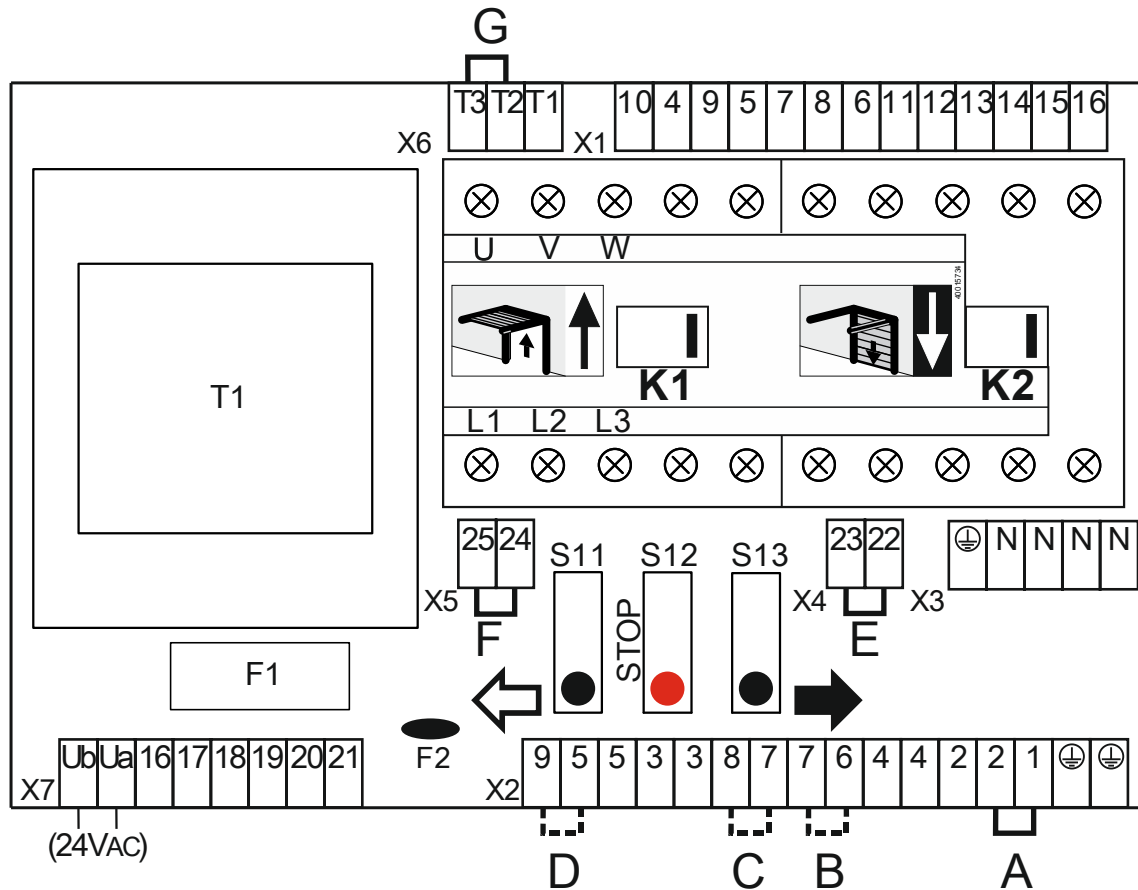 G
T3 T2 T1 10 4 9 5 7 8 6 11 12 13 14 15 16
X6 X1
U V W
40015734
T1
K1 K2
L1 L2 L3
25 24 S11 S12 S13 23 22 N N N N
X5 X4 X3
F STOP E
F1
F2
Ub Ua 16 17 18 19 20 21 9 5 5 3 3 8 7 7 6 4 4 2 2 1
X7 X2
(24VAC)
D C B A